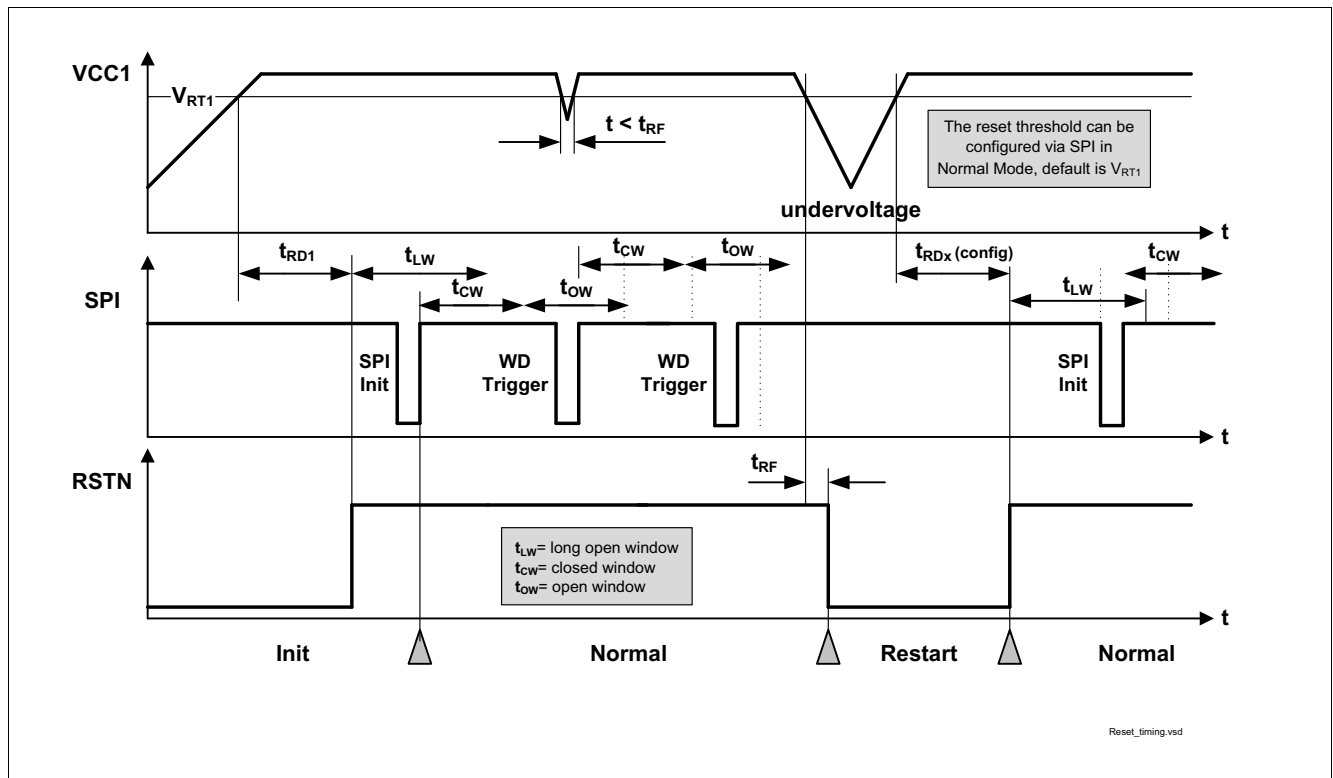 VCC1
VRT1
t < tRF
The reset threshold can be
configured via SPI in
Normal Mode, default is VRT1
undervoltage
t
tRD1
tLW
tCW
tOW
tRDx (config)
tCW
SPI
tCW
tOW
tLW
SPI
Init
WD
Trigger
WD
Trigger
SPI
Init
t
RSTN
tRF
tLW= long open window
tCW= closed window
tOW= open window
t
Init
Normal
Restart
Normal
Reset_timing.vsd